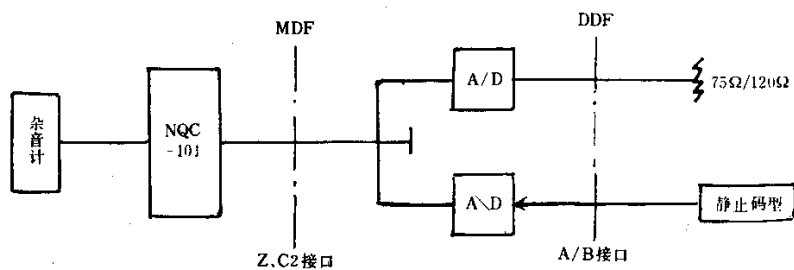 MDF
DDF
杂音计
NQC
-101
A/D
75Ω/120Ω
A\D
静止码型
Z、C2接口
A/B接口